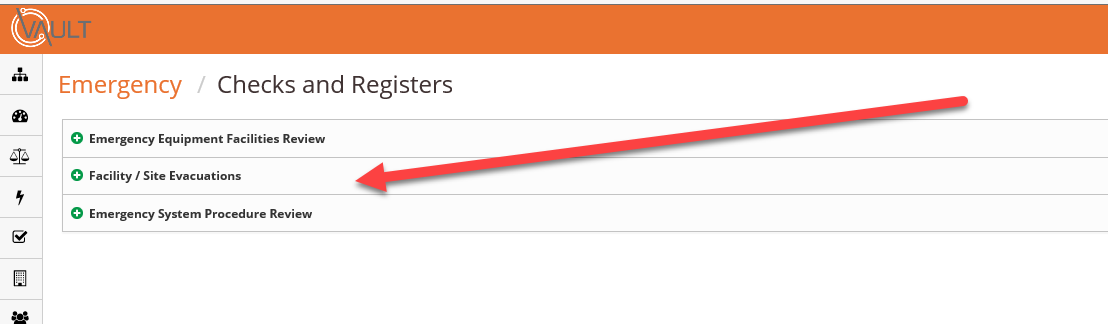 VAULT
Emergency / Checks and Registers
Emergency Equipment Facilities Review
Facility / Site Evacuations
Emergency System Procedure Review